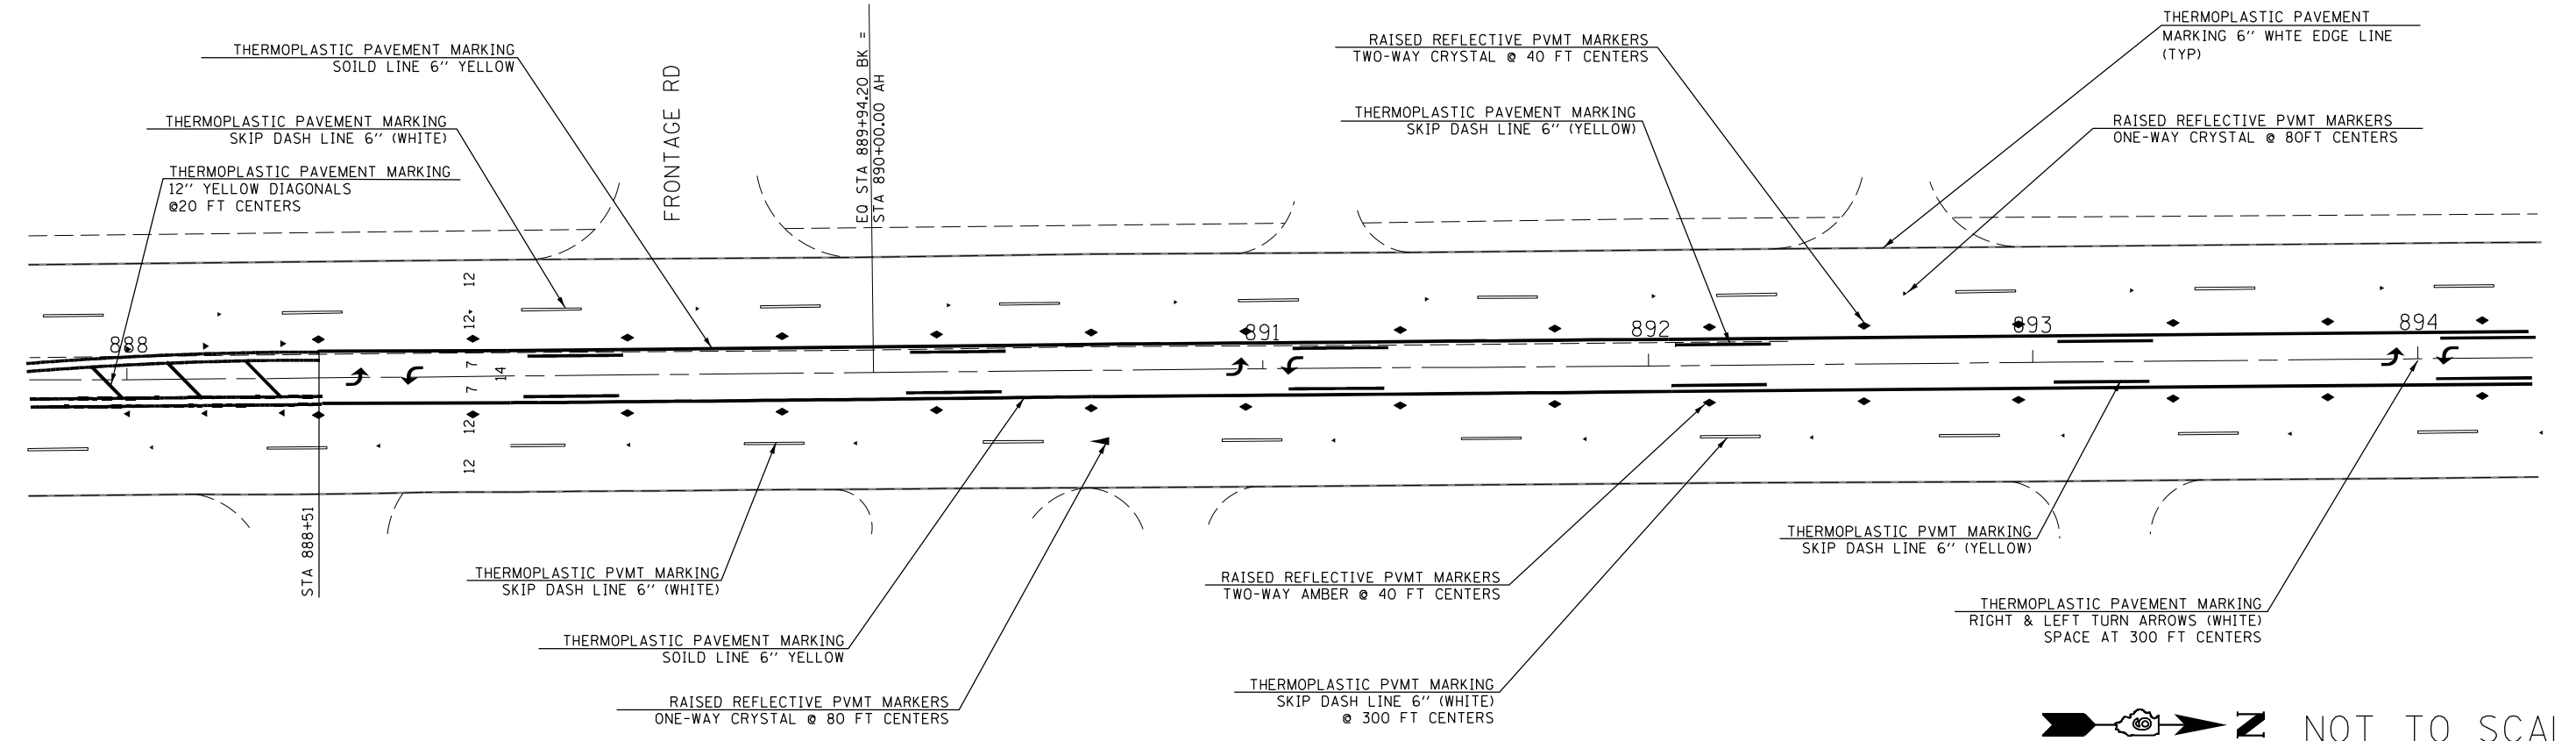 THERMOPLASTIC PAVEMENT MARKING
SOILD LINE 6'' YELLOW
THERMOPLASTIC PAVEMENT MARKING
SKIP DASH LINE 6'' (WHITE)
THERMOPLASTIC PAVEMENT MARKING
12'' YELLOW DIAGONALS
@20 FT CENTERS
FRONTAGE RD
EQ STA 889+94.20 BK =
STA 890+00.00 AH
RAISED REFLECTIVE PVMT MARKERS
TWO-WAY CRYSTAL @ 40 FT CENTERS
THERMOPLASTIC PAVEMENT MARKING
SKIP DASH LINE 6'' (YELLOW)
THERMOPLASTIC PAVEMENT
MARKING 6'' WHTE EDGE LINE
(TYP)
RAISED REFLECTIVE PVMT MARKERS
ONE-WAY CRYSTAL @ 80FT CENTERS
12
12
888
891
892
893
894
7
14
7
12
12
STA 888+51
THERMOPLASTIC PVMT MARKING
SKIP DASH LINE 6'' (WHITE)
THERMOPLASTIC PAVEMENT MARKING
SOILD LINE 6'' YELLOW
RAISED REFLECTIVE PVMT MARKERS
ONE-WAY CRYSTAL @ 80 FT CENTERS
RAISED REFLECTIVE PVMT MARKERS
TWO-WAY AMBER @ 40 FT CENTERS
THERMOPLASTIC PVMT MARKING
SKIP DASH LINE 6'' (WHITE)
@ 300 FT CENTERS
THERMOPLASTIC PVMT MARKING
SKIP DASH LINE 6'' (YELLOW)
THERMOPLASTIC PAVEMENT MARKING
RIGHT & LEFT TURN ARROWS (WHITE)
SPACE AT 300 FT CENTERS
N
NOT TO SCAL